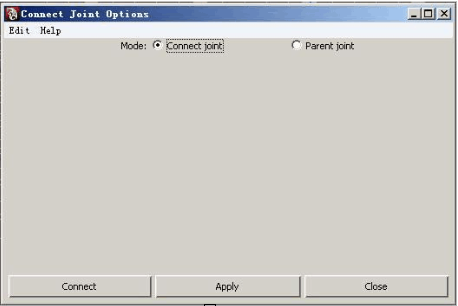 Connect Joint Options
Edit Help
Mode: Connect joint Parent joint
Connect Apply Close